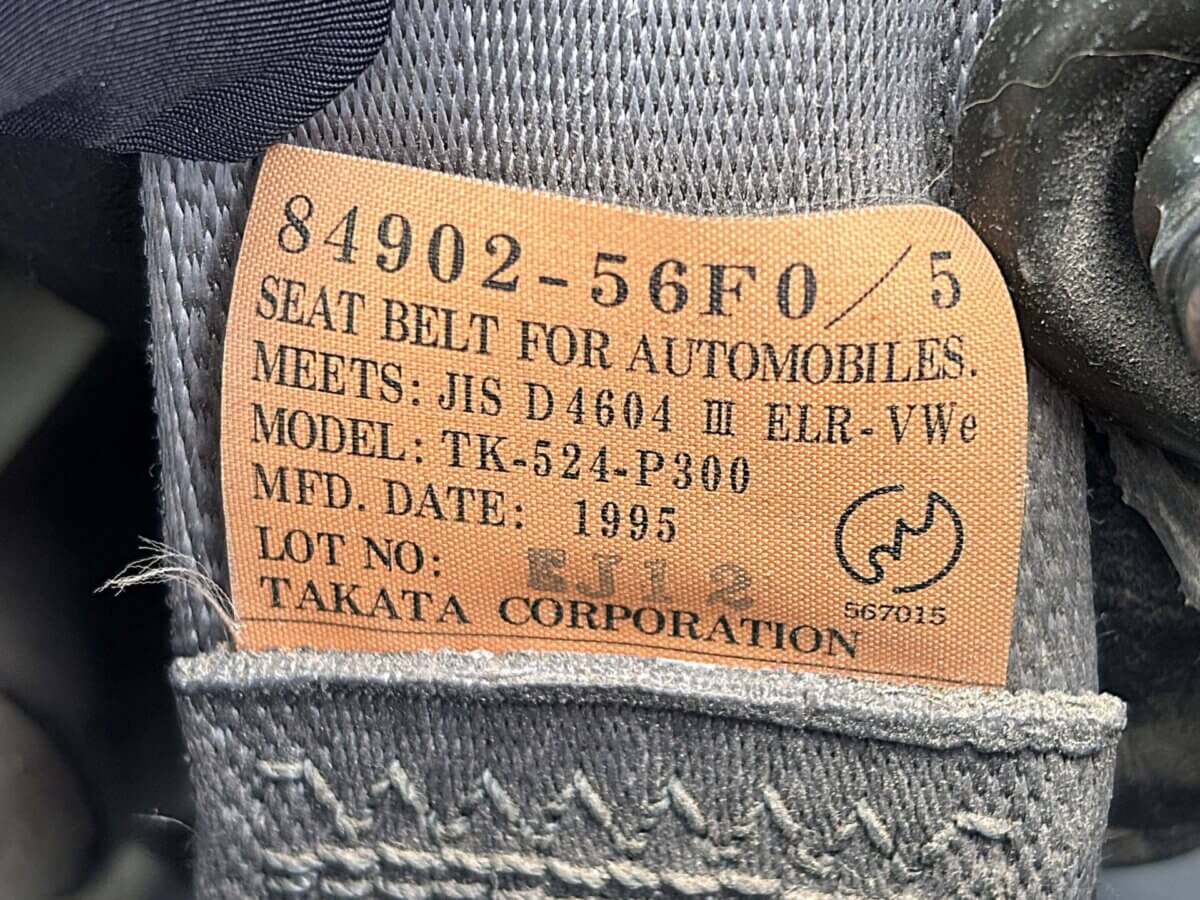 84902-56F0/5
SEAT BELT FOR AUTOMOBILES.
MEETS: JIS D4604 III ELR-VWe
MODEL: TK-524-P300
MFD. DATE: 1995
LOT NO: EJ12
TAKATA CORPORATION
567015